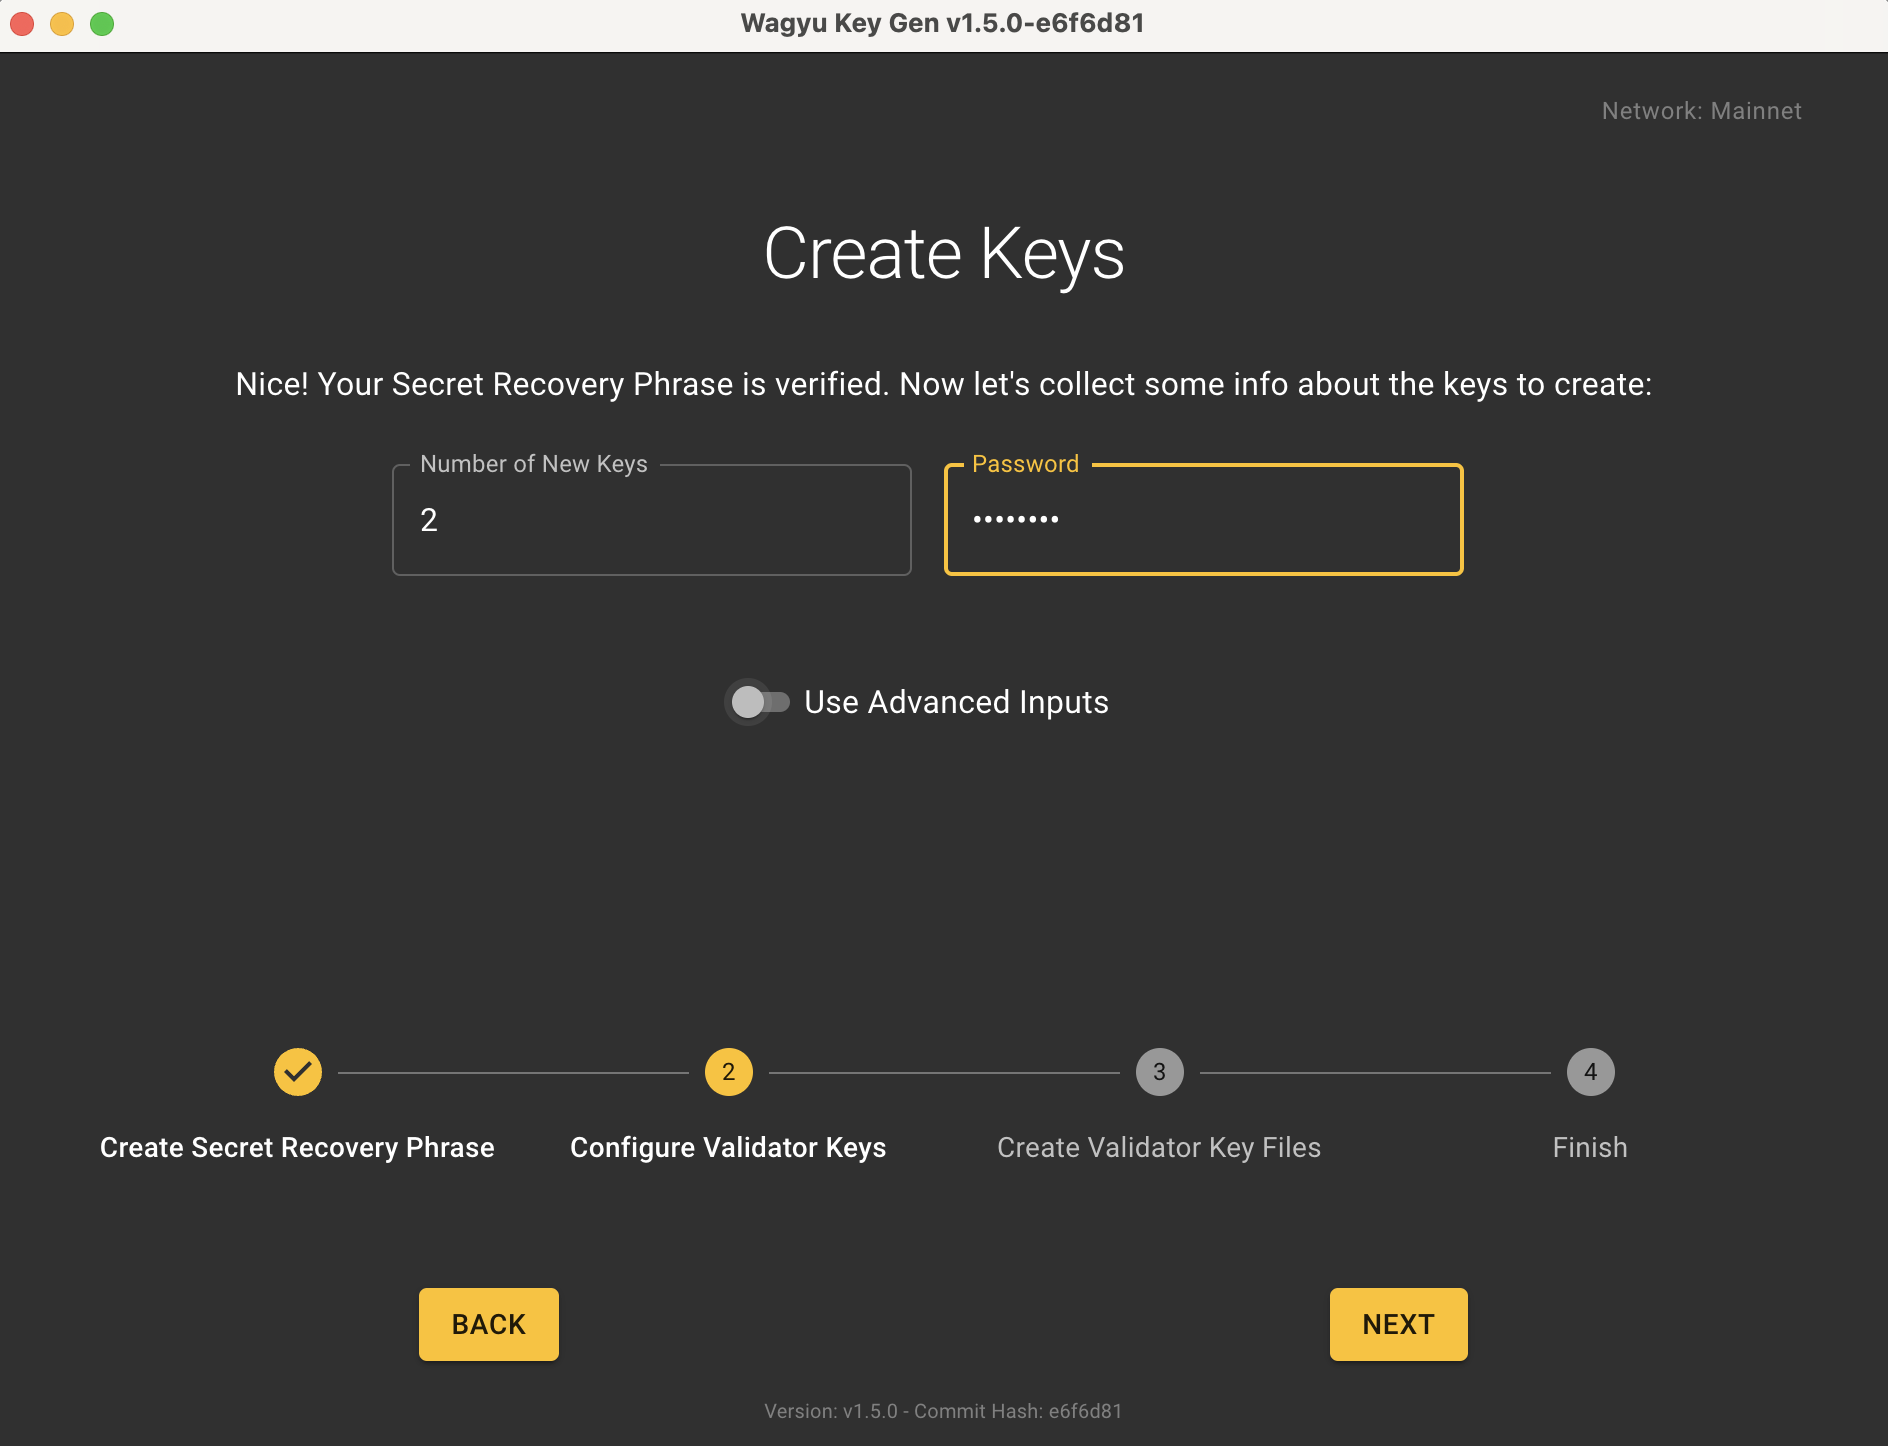 Wagyu Key Gen v1.5.0-e6f6d81
Network: Mainnet
Create Keys
Nice! Your Secret Recovery Phrase is verified. Now let's collect some info about the keys to create:
Number of New Keys
2
Password
••••••••
Use Advanced Inputs
2
3
4
Create Secret Recovery Phrase
Configure Validator Keys
Create Validator Key Files
Finish
BACK
NEXT
Version: v1.5.0 - Commit Hash: e6f6d81